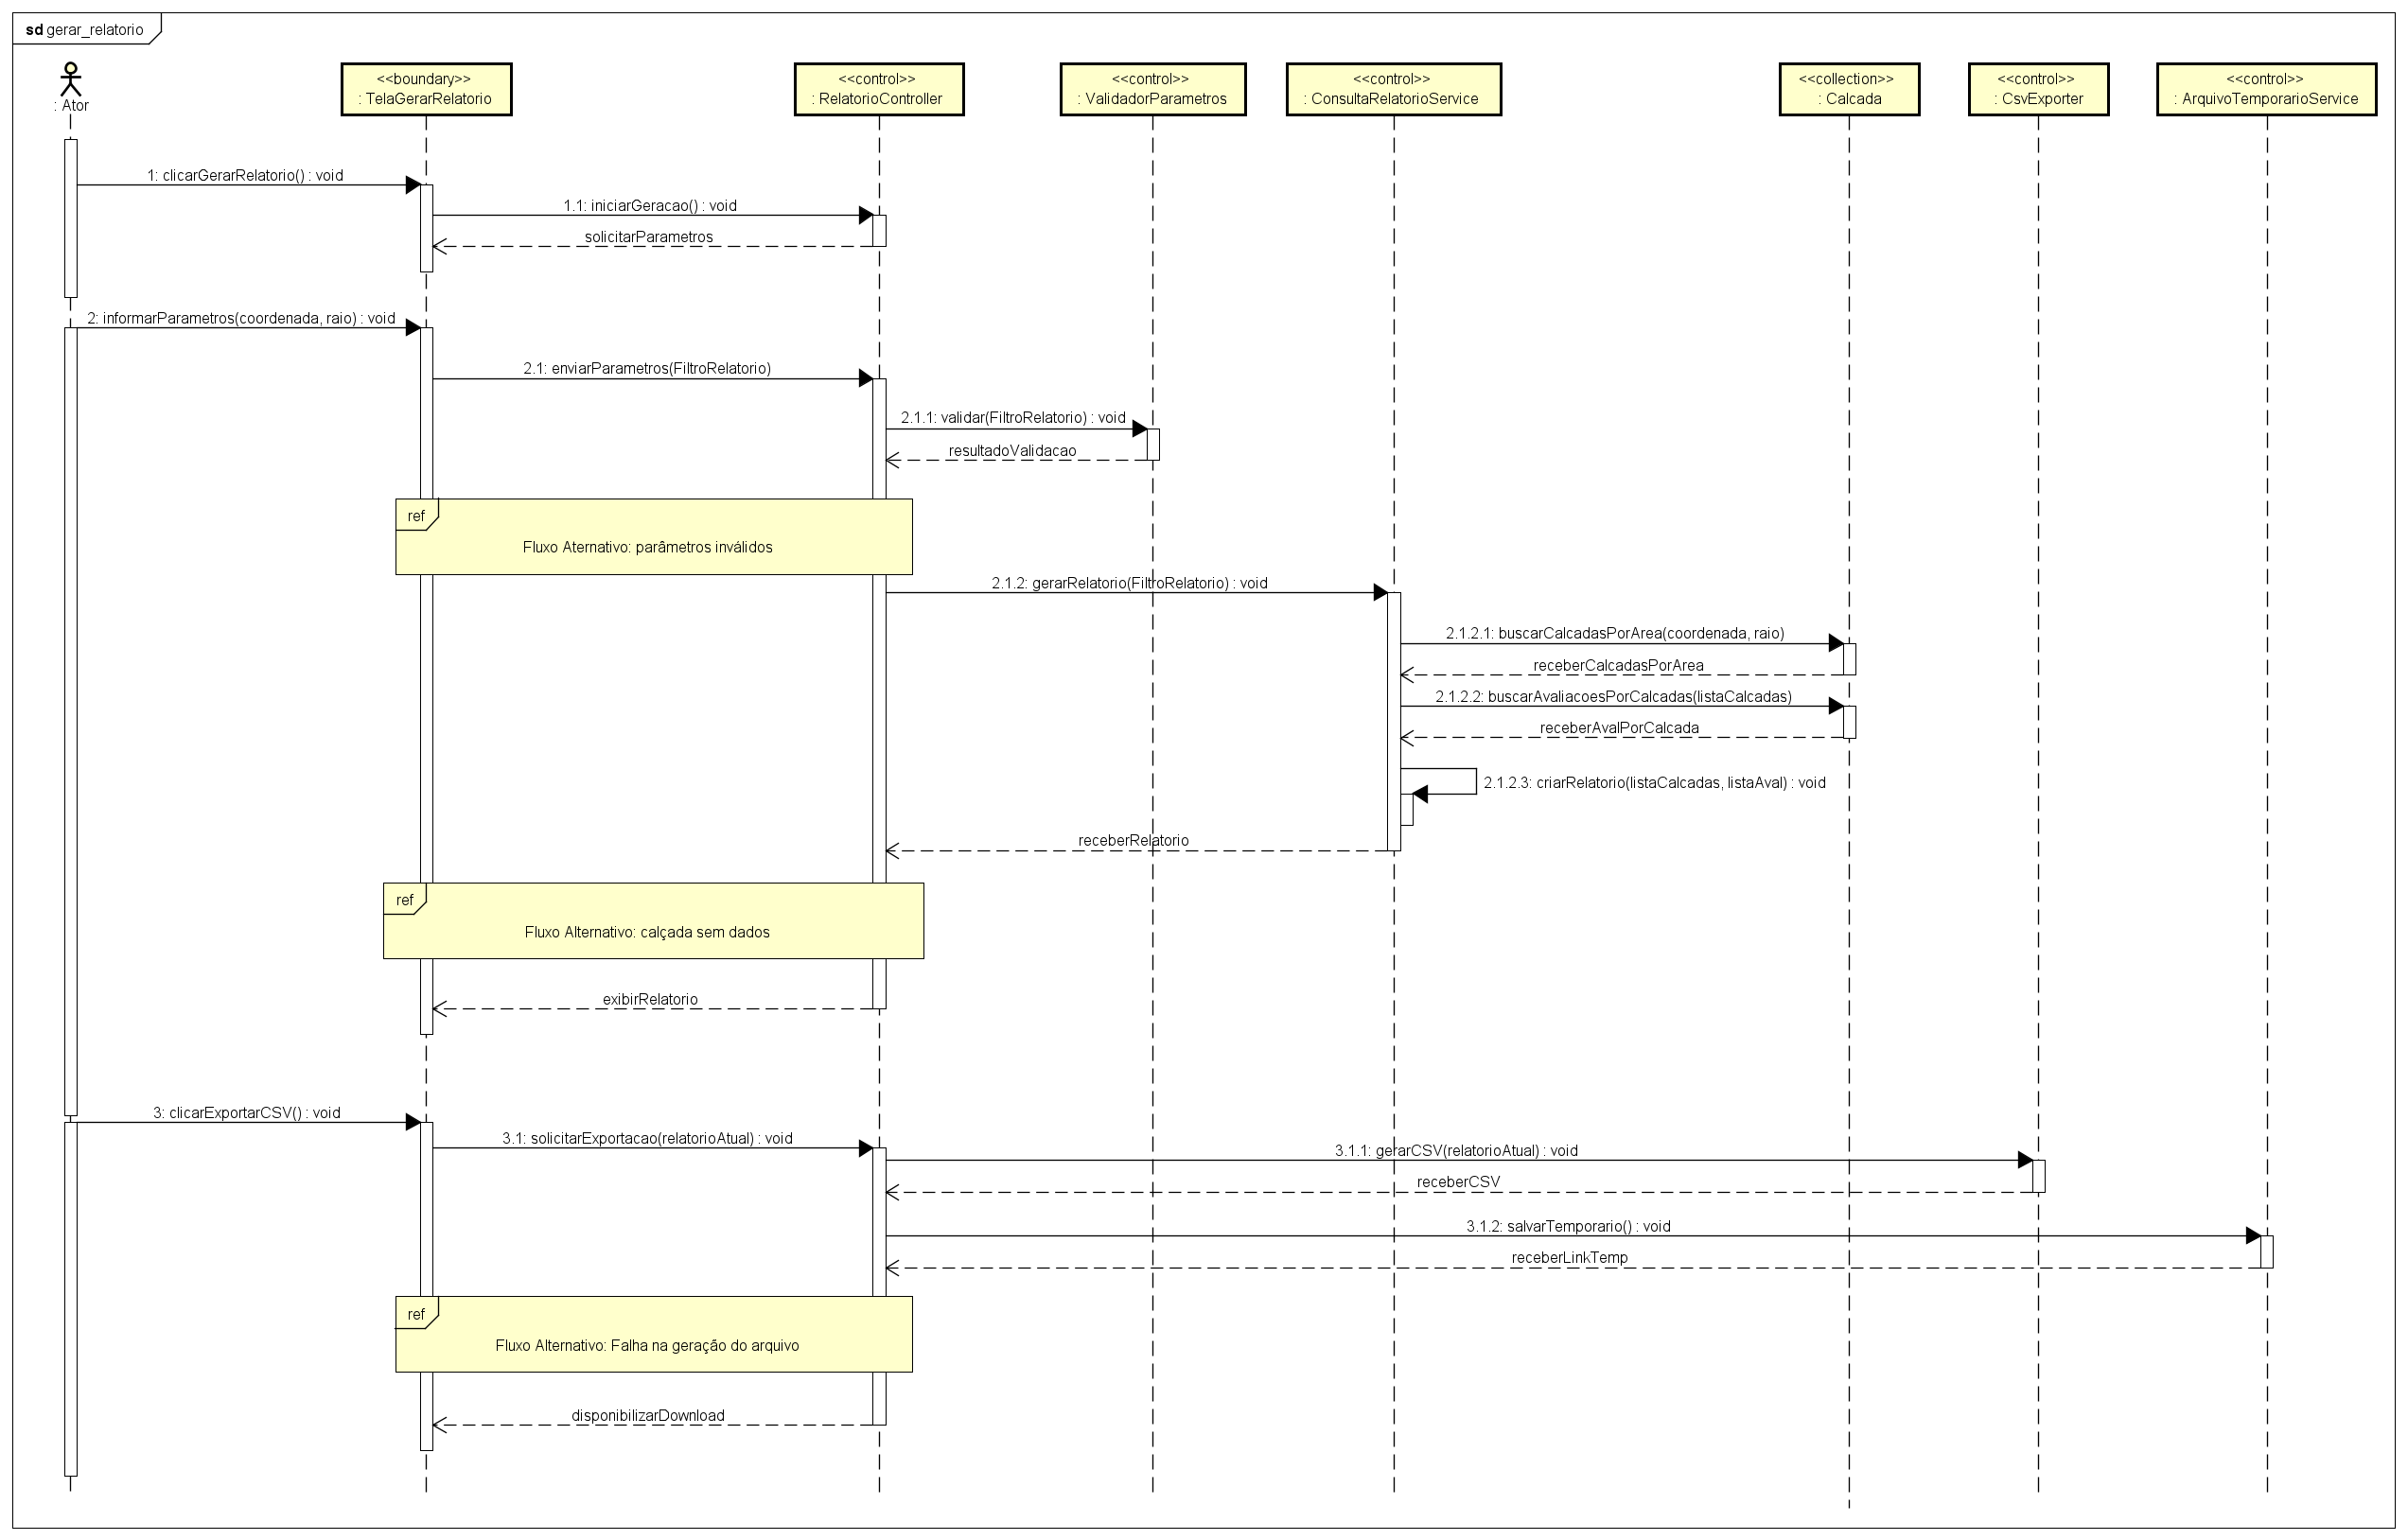 sd gerar_relatorio
: Ator
<<boundary>>
: TelaGerarRelatorio
<<control>>
: RelatorioController
<<control>>
: ValidadorParametros
<<control>>
: ConsultaRelatorioService
<<collection>>
: Calcada
<<control>>
: CsvExporter
<<control>>
: ArquivoTemporarioService
1: clicarGerarRelatorio() : void
1.1: iniciarGeracao() : void
solicitarParametros
2: informarParametros(coordenada, raio) : void
2.1: enviarParametros(FiltroRelatorio)
2.1.1: validar(FiltroRelatorio) : void
resultadoValidacao
ref
Fluxo Aternativo: parâmetros inválidos
2.1.2: gerarRelatorio(FiltroRelatorio) : void
2.1.2.1: buscarCalcadasPorArea(coordenada, raio)
receberCalcadasPorArea
2.1.2.2: buscarAvaliacoesPorCalcadas(listaCalcadas)
receberAvalPorCalcada
2.1.2.3: criarRelatorio(listaCalcadas, listaAval) : void
receberRelatorio
ref
Fluxo Alternativo: calçada sem dados
exibirRelatorio
3: clicarExportarCSV() : void
3.1: solicitarExportacao(relatorioAtual) : void
3.1.1: gerarCSV(relatorioAtual) : void
receberCSV
3.1.2: salvarTemporario() : void
receberLinkTemp
ref
Fluxo Alternativo: Falha na geração do arquivo
disponibilizarDownload